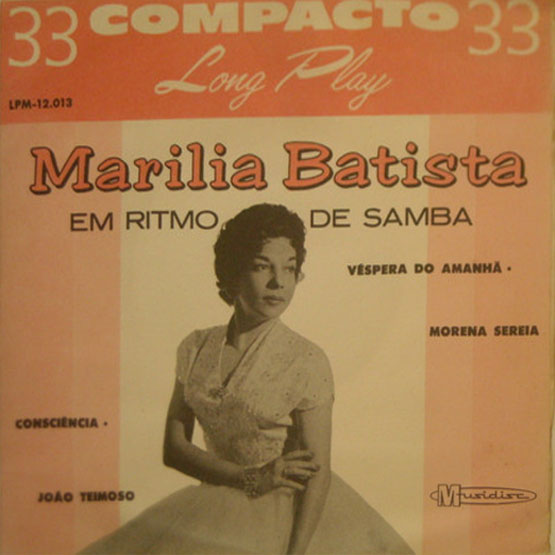 33 COMPACTO 33
Long Play
LPM-12.013
Marilia Batista
EM RITMO DE SAMBA
VÉSPERA DO AMANHÃ •
MORENA SEREIA
CONSCIÊNCIA •
JOÃO TEIMOSO
Musidisc